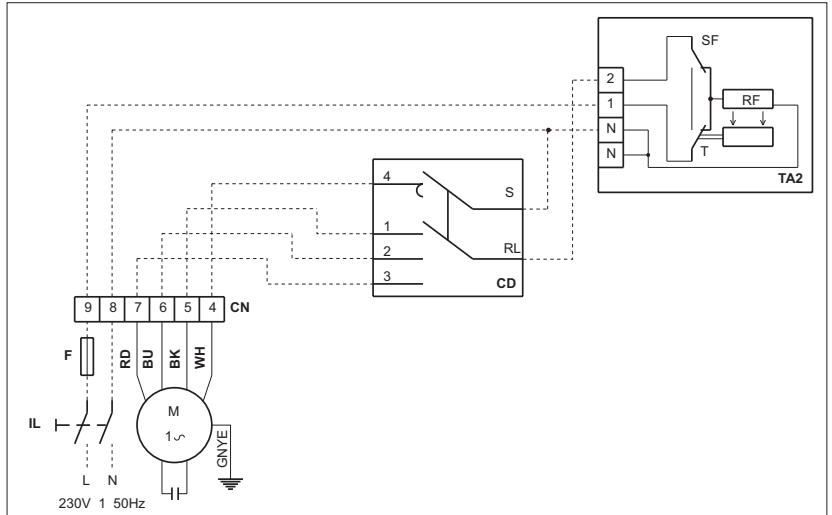 SF
2
1
N
N
RF
T
TA2
4
1
2
3
S
RL
CD
9 8 7 6 5 4 CN
F
RD
BU
BK
WH
IL
M
1~
GNYE
L N
230V 1 50Hz